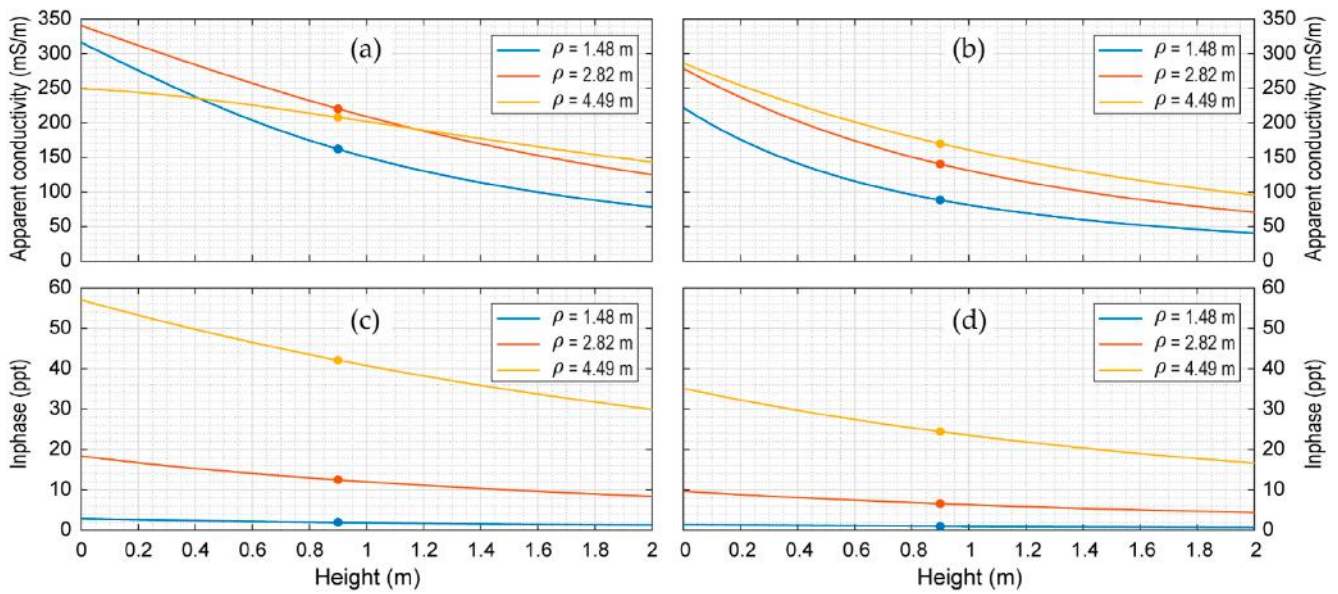 Apparent conductivity (mS/m)
350
300
250
200
150
100
50
0
(a)
ρ = 1.48 m
ρ = 2.82 m
ρ = 4.49 m
(b)
ρ = 1.48 m
ρ = 2.82 m
ρ = 4.49 m
350
300
250
200
150
100
50
0
Apparent conductivity (mS/m)
Inphase (ppt)
60
50
40
30
20
10
0
(c)
ρ = 1.48 m
ρ = 2.82 m
ρ = 4.49 m
0 0.2 0.4 0.6 0.8 1 1.2 1.4 1.6 1.8 2
Height (m)
(d)
ρ = 1.48 m
ρ = 2.82 m
ρ = 4.49 m
60
50
40
30
20
10
0
Inphase (ppt)
0 0.2 0.4 0.6 0.8 1 1.2 1.4 1.6 1.8 2
Height (m)